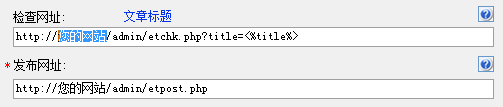 检查网址: 文章标题
http://您的网站/admin/etchk.php?title=<%title%>
* 发布网址:
http://您的网站/admin/etpost.php